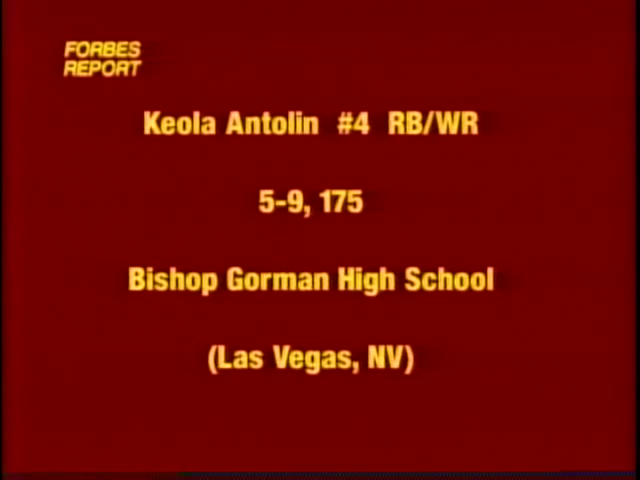 FORBES
REPORT
Keola Antolin #4 RB/WR
5-9, 175
Bishop Gorman High School
(Las Vegas, NV)